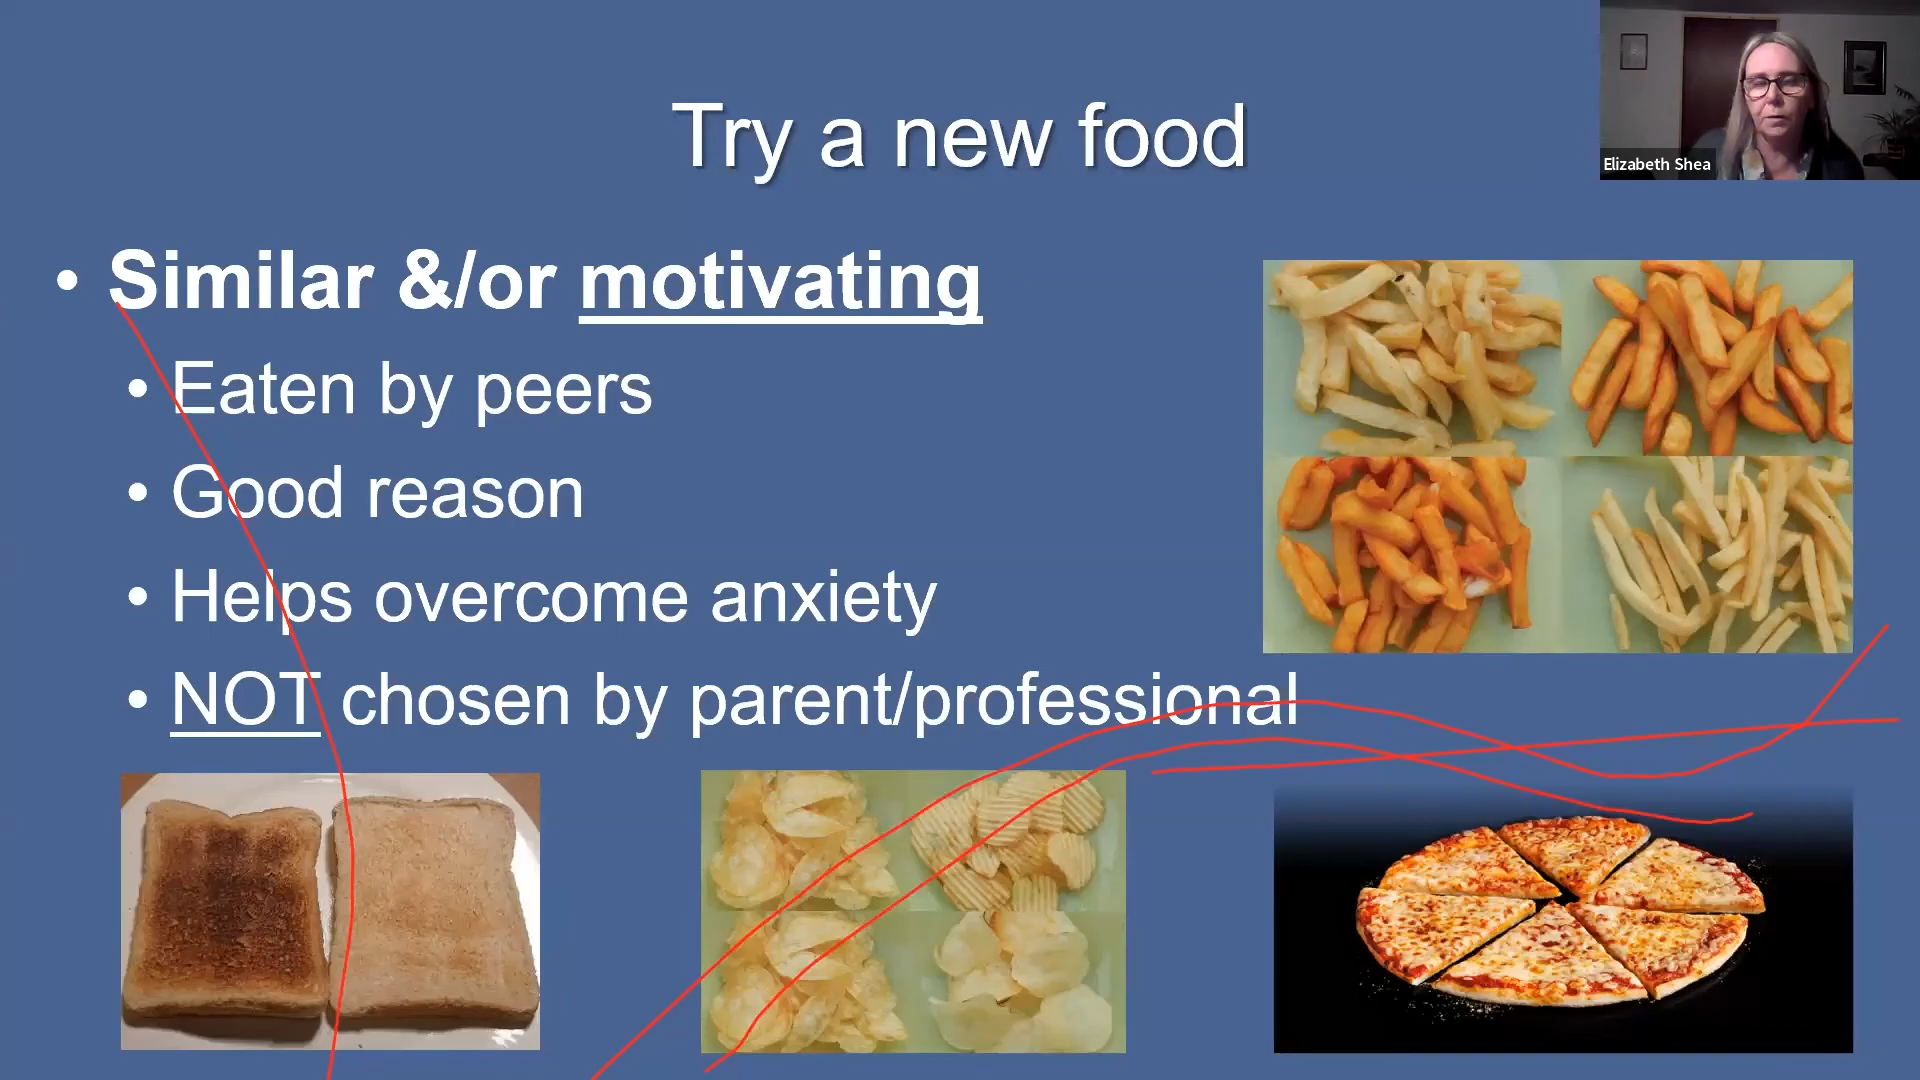 Try a new food
Elizabeth Shea
• Similar &/or motivating
• Eaten by peers
• Good reason
• Helps overcome anxiety
• NOT chosen by parent/professional